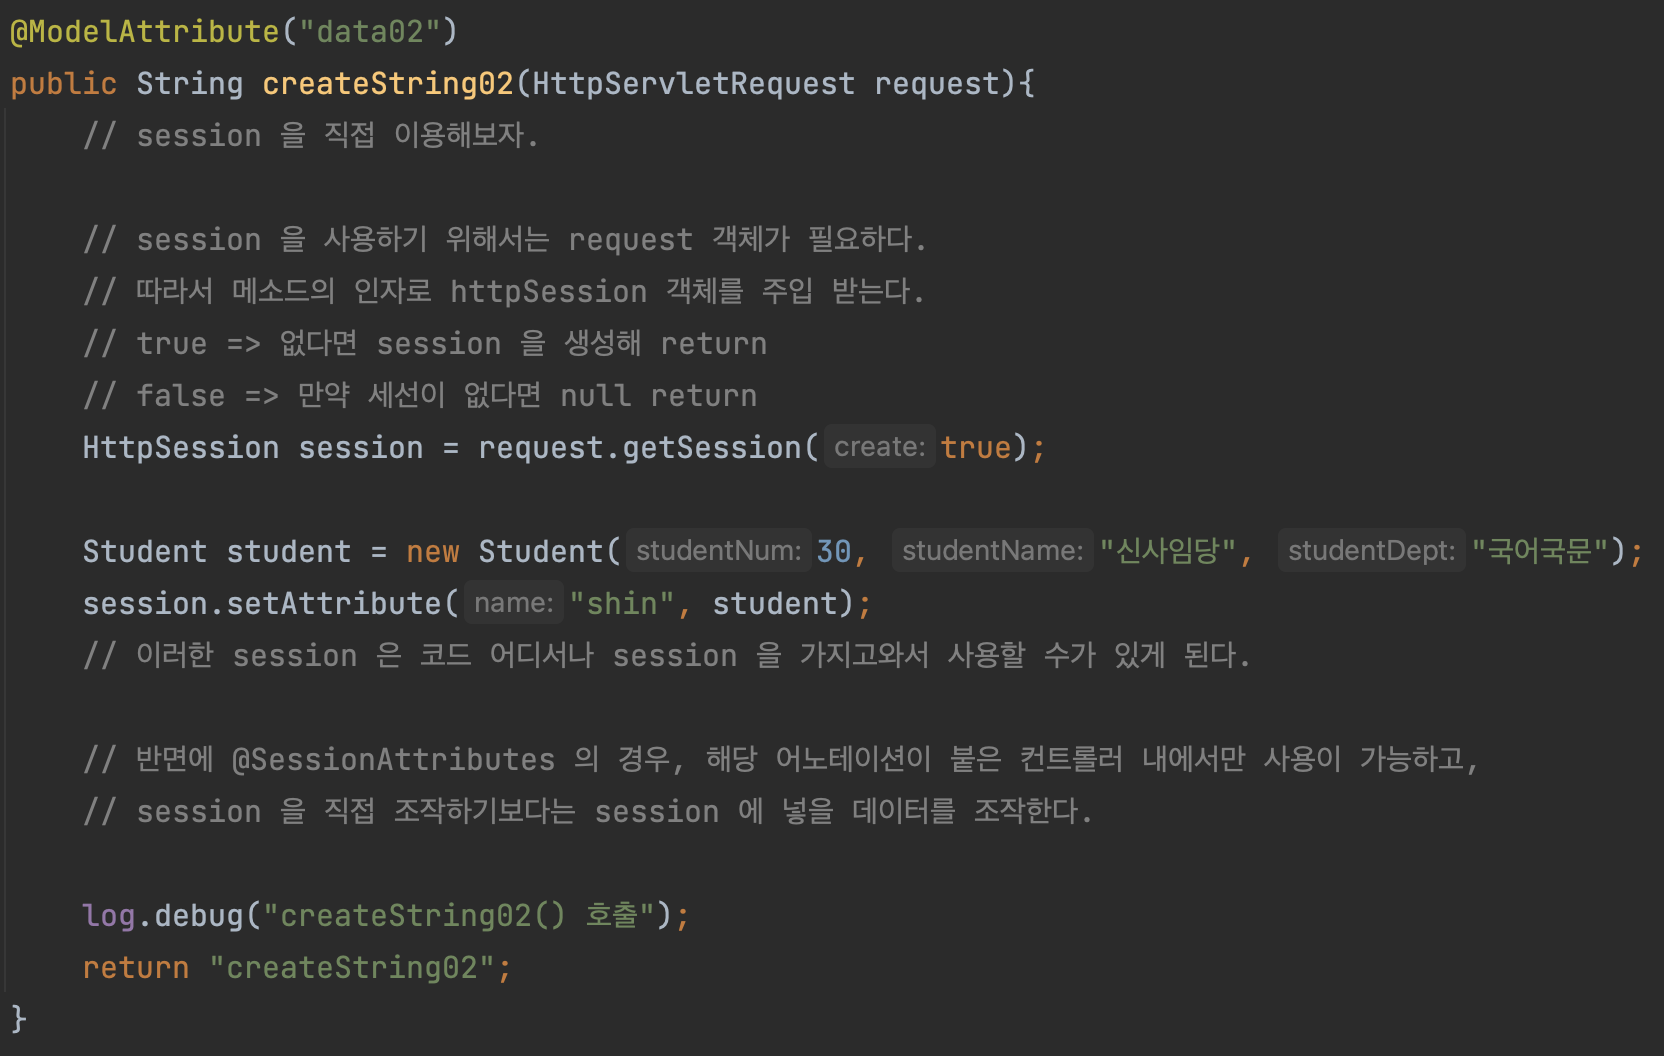 @ModelAttribute("data02")
public String createString02(HttpServletRequest request){
// session 을 직접 이용해보자.
// session 을 사용하기 위해서는 request 객체가 필요하다.
// 따라서 메소드의 인자로 httpSession 객체를 주입 받는다.
// true => 없다면 session 을 생성해 return
// false => 만약 세션이 없다면 null return
HttpSession session = request.getSession( create: true);
Student student = new Student( studentNum: 30, studentName: "신사임당", studentDept: "국어국문");
session.setAttribute( name: "shin", student);
// 이러한 session 은 코드 어디서나 session 을 가지고와서 사용할 수가 있게 된다.
// 반면에 @SessionAttributes 의 경우, 해당 어노테이션이 붙은 컨트롤러 내에서만 사용이 가능하고,
// session 을 직접 조작하기보다는 session 에 넣을 데이터를 조작한다.
log.debug("createString02() 호출");
return "createString02";
}